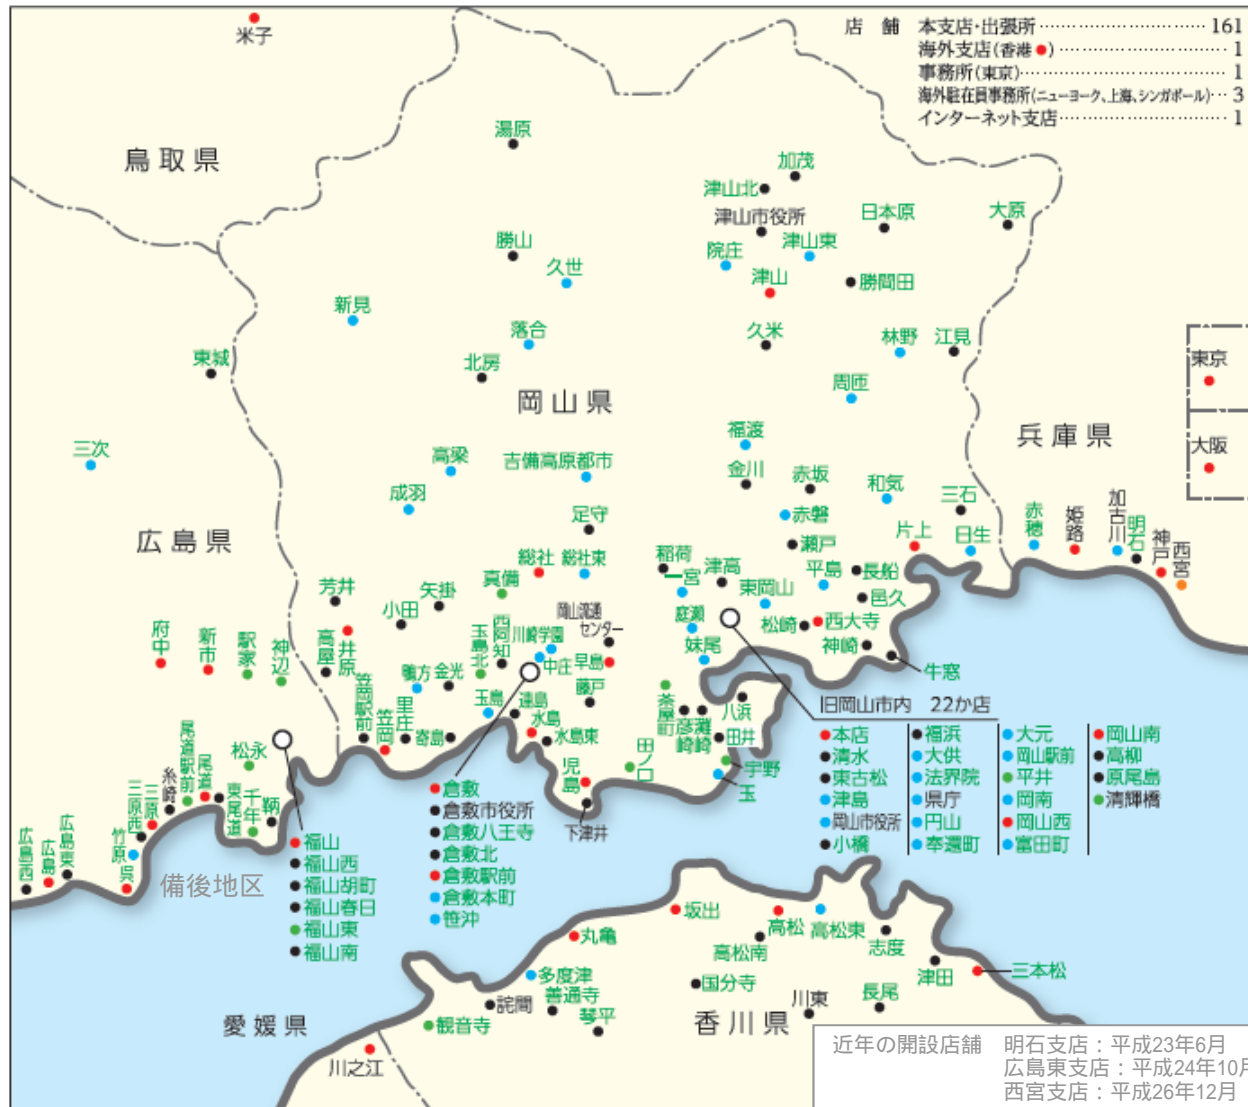 店舗 本支店・出張所 161
海外支店(香港●) 1
事務所(東京) 1
海外駐在員事務所(ニューヨーク、上海、シンガポール) 3
インターネット支店 1
米子
鳥取県
湯原
加茂
津山北
津山市役所
日本原
大原
勝山
久世
院庄
津山東
津山
勝間田
新見
落合
久米
林野
江見
東城
北房
東京
岡山県
周匝
兵庫県
大阪
三次
高梁
吉備高原都市
福渡
金川
赤坂
和気
三石
成羽
足守
赤磐
瀬戸
片上
日生
赤穂
姫路
加古川
明石
神戸
西宮
広島県
総社
総社東
真備
稲荷
一宮
津高
東岡山
平島
長船
邑久
芳井
矢掛
小田
岡山流通
センター
庭瀬
妹尾
松崎
西大寺
神崎
牛窓
府中
新市
駅家
神辺
高屋
井原
鴨方
金光
玉島北
西阿知
川崎学園
中庄
早島
藤戸
茶屋町
彦崎
灘崎
八浜
田井
宇野
玉
笠岡駅前
笠岡
里庄
寄島
玉島
連島
水島
水島東
児島
下津井
田ノ口
松永
尾道駅前
尾道
東尾道
千年
鞆
糸崎
三原
三原西
竹原
呉
広島東
広島
広島西
備後地区
福山
福山西
福山胡町
福山春日
福山東
福山南
倉敷
倉敷市役所
倉敷八王寺
倉敷北
倉敷駅前
倉敷本町
笹沖
旧岡山市内 22か店
本店
清水
東古松
津島
岡山市役所
小橋
福浜
大供
法界院
県庁
円山
奉還町
大元
岡山駅前
平井
岡南
岡山西
富田町
岡山南
高柳
原尾島
清輝橋
坂出
高松
高松東
高松南
志度
丸亀
津田
三本松
多度津
善通寺
国分寺
詫間
琴平
川東
長尾
観音寺
愛媛県
香川県
川之江
近年の開設店舗 明石支店：平成23年6月
広島東支店：平成24年10月
西宮支店：平成26年12月